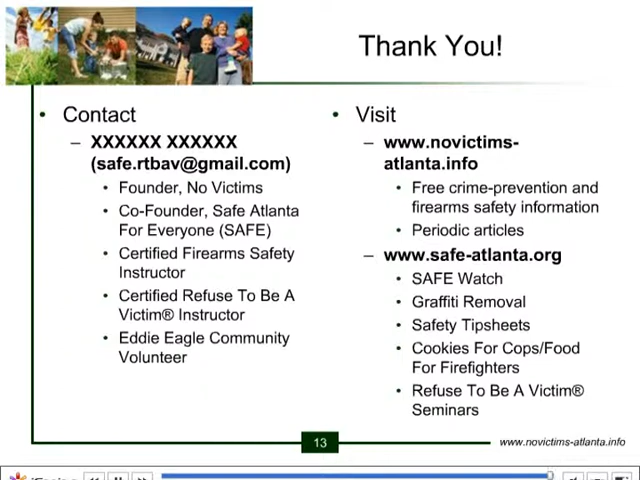 Thank You!
• Contact
– XXXXXX XXXXXX
(safe.rtbav@gmail.com)
• Founder, No Victims
• Co-Founder, Safe Atlanta
For Everyone (SAFE)
• Certified Firearms Safety
Instructor
• Certified Refuse To Be A
Victim® Instructor
• Eddie Eagle Community
Volunteer
• Visit
– www.novictims-
atlanta.info
• Free crime-prevention and
firearms safety information
• Periodic articles
– www.safe-atlanta.org
• SAFE Watch
• Graffiti Removal
• Safety Tipsheets
• Cookies For Cops/Food
For Firefighters
• Refuse To Be A Victim®
Seminars
13
www.novictims-atlanta.info